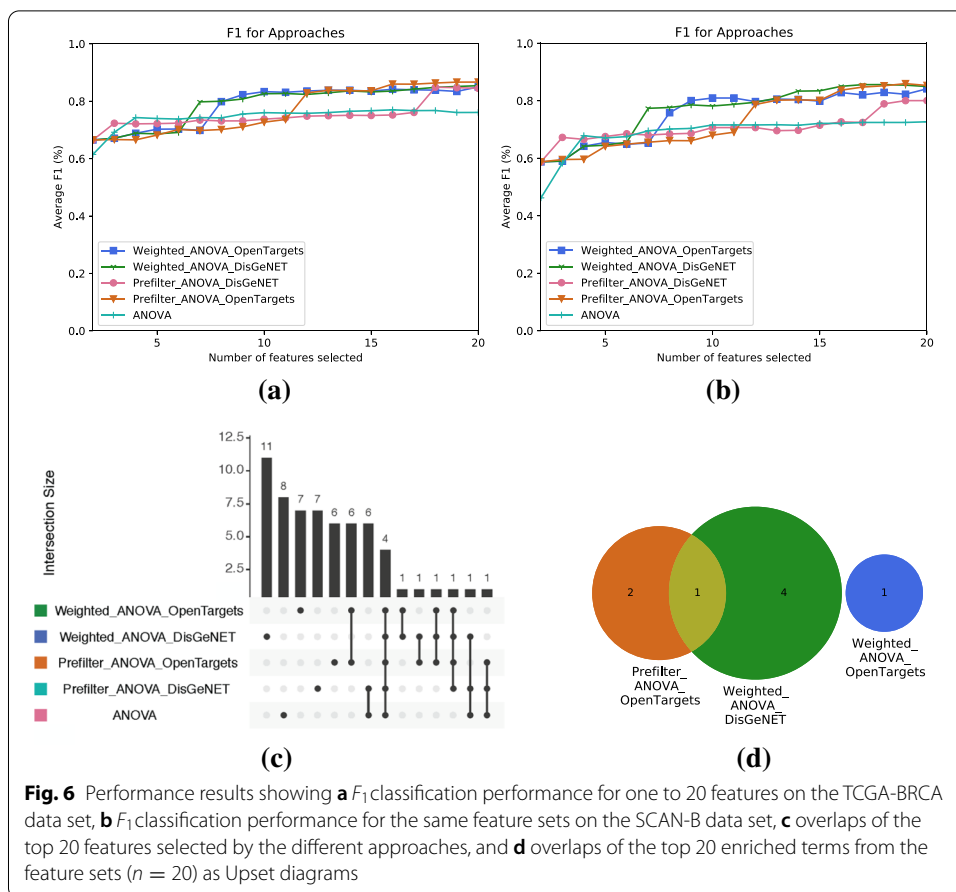 F1 for Approaches
1.0
0.8
0.6
0.4
0.2
0.0
Average F1 (%)
Weighted_ANOVA_OpenTargets
Weighted_ANOVA_DisGeNET
Prefilter_ANOVA_DisGeNET
Prefilter_ANOVA_OpenTargets
ANOVA
5 10 15 20
Number of features selected
(a)
F1 for Approaches
1.0
0.8
0.6
0.4
0.2
0.0
Average F1 (%)
Weighted_ANOVA_OpenTargets
Weighted_ANOVA_DisGeNET
Prefilter_ANOVA_DisGeNET
Prefilter_ANOVA_OpenTargets
ANOVA
5 10 15 20
Number of features selected
(b)
Intersection Size
12.5
10.0
7.5
5.0
2.5
11 8 7 7 6 6 6 4 1 1 1 1 1 1
Weighted_ANOVA_OpenTargets
Weighted_ANOVA_DisGeNET
Prefilter_ANOVA_OpenTargets
Prefilter_ANOVA_DisGeNET
ANOVA
(c)
2 1 4 1
Prefilter_
ANOVA_
OpenTargets
Weighted_
ANOVA_
DisGeNET
Weighted_
ANOVA_
OpenTargets
(d)
Fig. 6 Performance results showing a F1 classification performance for one to 20 features on the TCGA-BRCA
data set, b F1 classification performance for the same feature sets on the SCAN-B data set, c overlaps of the
top 20 features selected by the different approaches, and d overlaps of the top 20 enriched terms from the
feature sets (n = 20) as Upset diagrams